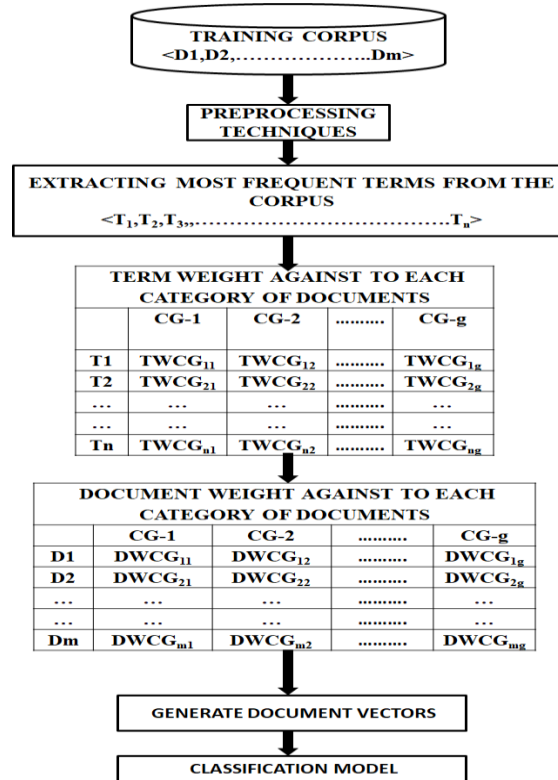 TRAINING CORPUS
<D1,D2,......................Dm>
PREPROCESSING
TECHNIQUES
EXTRACTING MOST FREQUENT TERMS FROM THE
CORPUS
<T₁,T₂,T₃,,.........................................Tₙ>
TERM WEIGHT AGAINST TO EACH
CATEGORY OF DOCUMENTS
CG-1 CG-2 .......... CG-g
T1 TWCG₁₁ TWCG₁₂ .......... TWCG₁g
T2 TWCG₂₁ TWCG₂₂ .......... TWCG₂g
... ... ... .......... ...
... ... ... .......... ...
Tn TWCGₙ₁ TWCGₙ₂ .......... TWCGₙg
DOCUMENT WEIGHT AGAINST TO EACH
CATEGORY OF DOCUMENTS
CG-1 CG-2 .......... CG-g
D1 DWCG₁₁ DWCG₁₂ .......... DWCG₁g
D2 DWCG₂₁ DWCG₂₂ .......... DWCG₂g
... ... ... .......... ...
... ... ... .......... ...
Dm DWCGₘ₁ DWCGₘ₂ .......... DWCGₘg
GENERATE DOCUMENT VECTORS
CLASSIFICATION MODEL